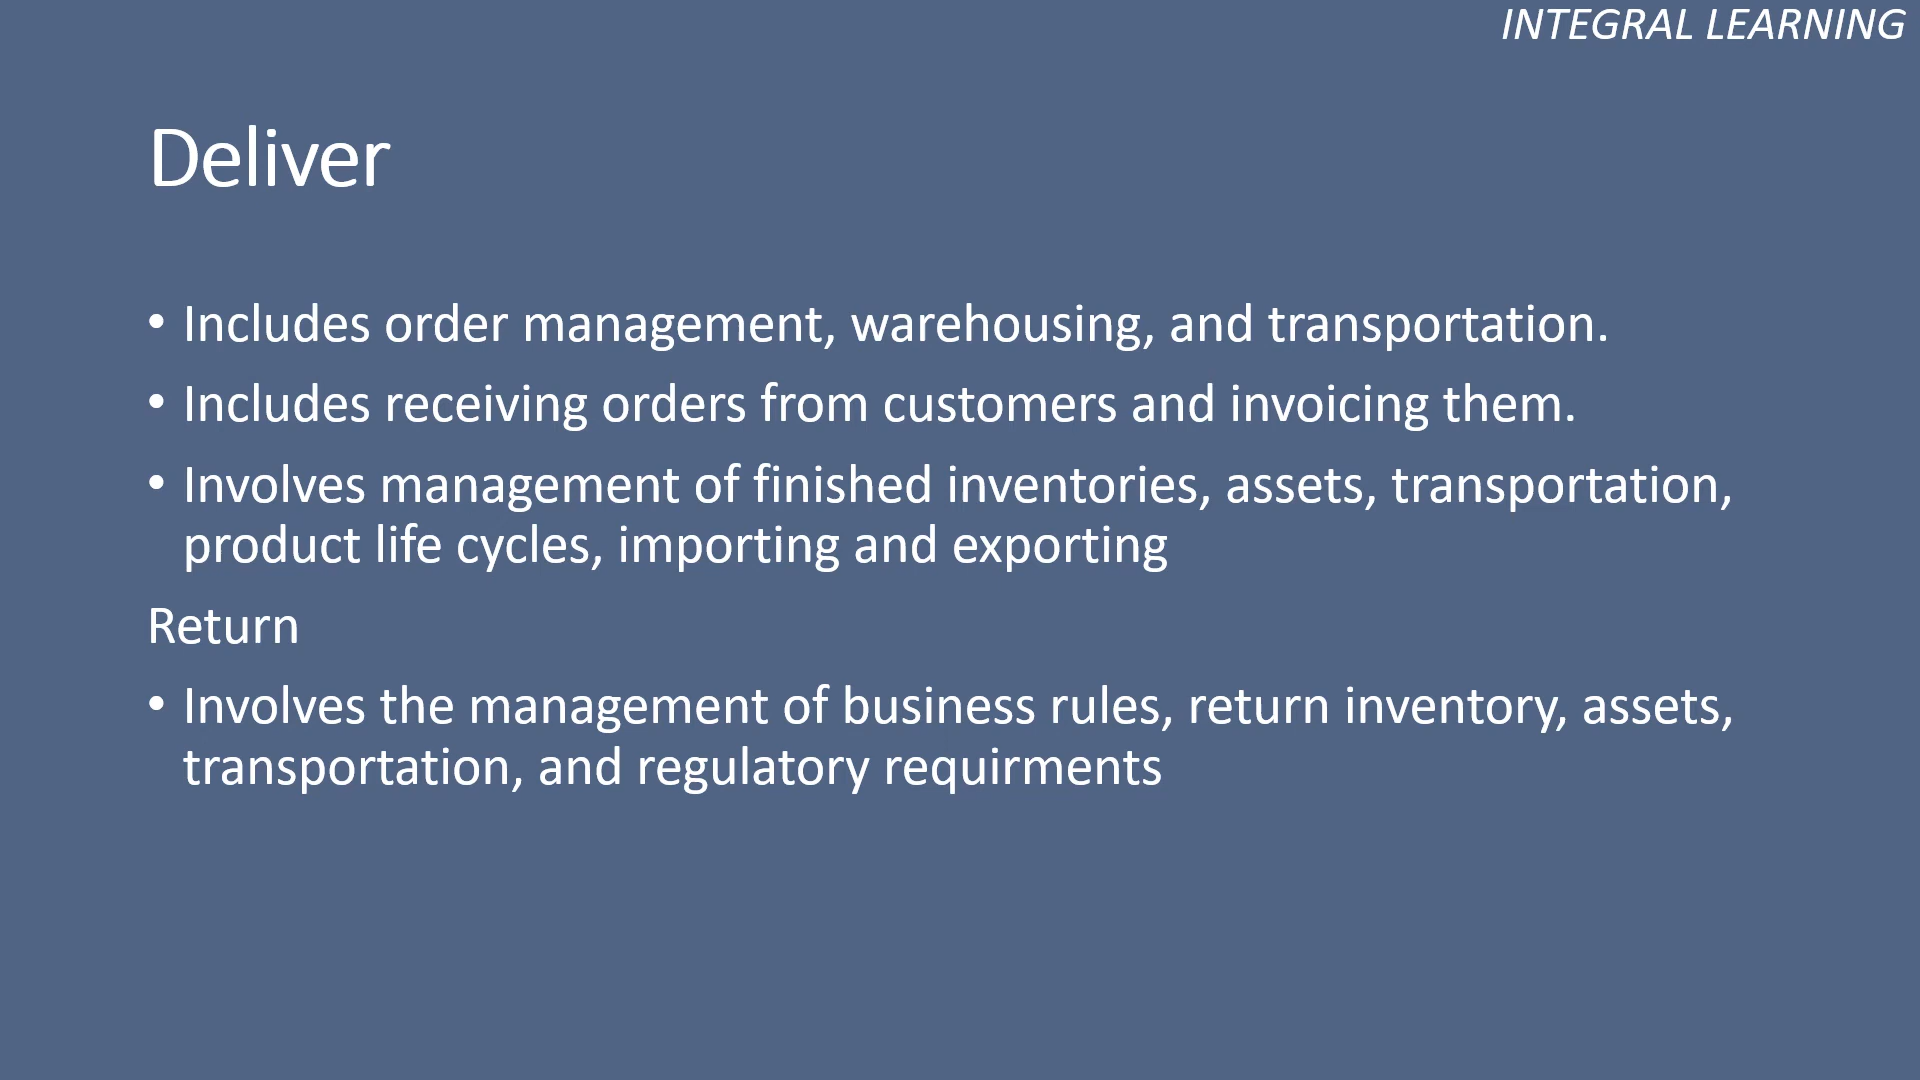 INTEGRAL LEARNING
Deliver
• Includes order management, warehousing, and transportation.
• Includes receiving orders from customers and invoicing them.
• Involves management of finished inventories, assets, transportation,
product life cycles, importing and exporting
Return
• Involves the management of business rules, return inventory, assets,
transportation, and regulatory requirments